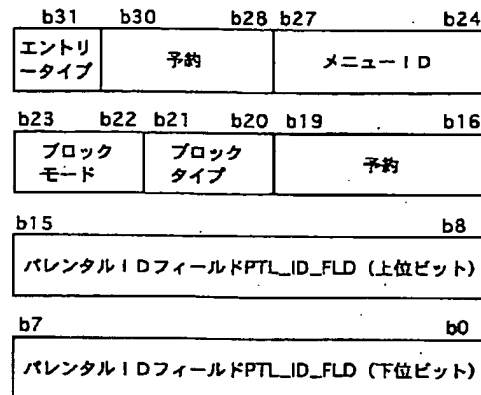 b31 b30 b28 b27 b24
エントリ
ータイプ
予約
メニューID
b23 b22 b21 b20 b19 b16
ブロック
モード
ブロック
タイプ
予約
b15 b8
パレンタルIDフィールドPTL_ID_FLD（上位ビット）
b7 b0
パレンタルIDフィールドPTL_ID_FLD（下位ビット）